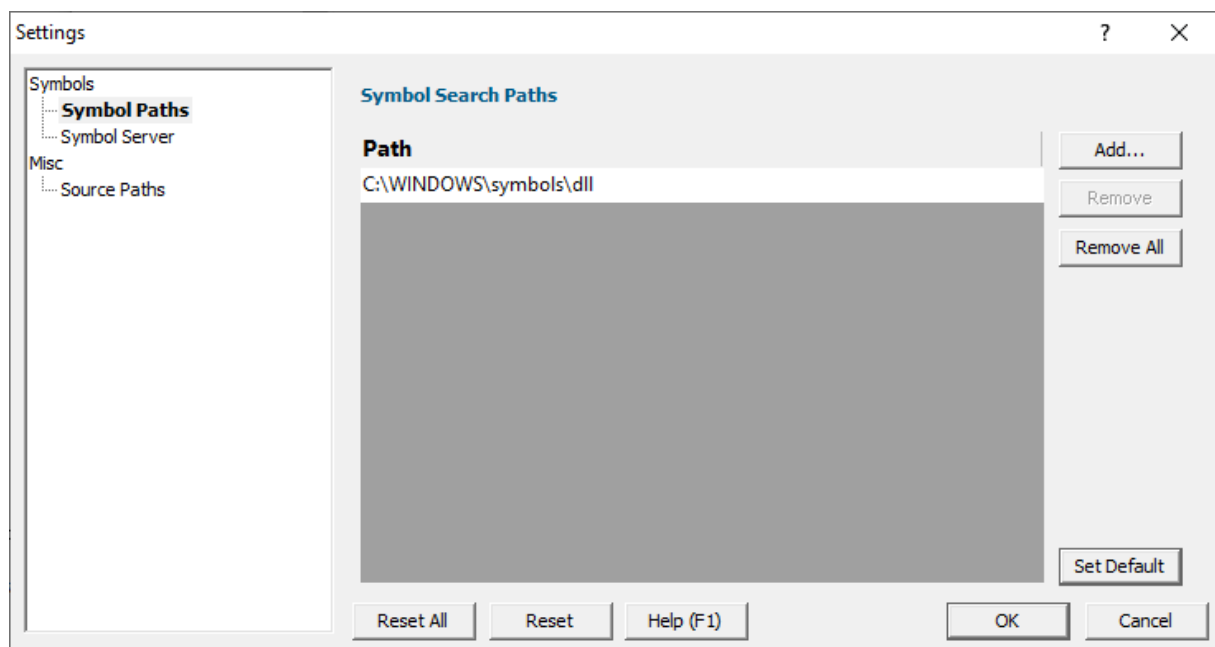 Settings
?
Symbols
Symbol Paths
Symbol Server
Misc
Source Paths
Symbol Search Paths
Path
C:\WINDOWS\symbols\dll
Add...
Remove
Remove All
Set Default
Reset All
Reset
Help (F1)
OK
Cancel